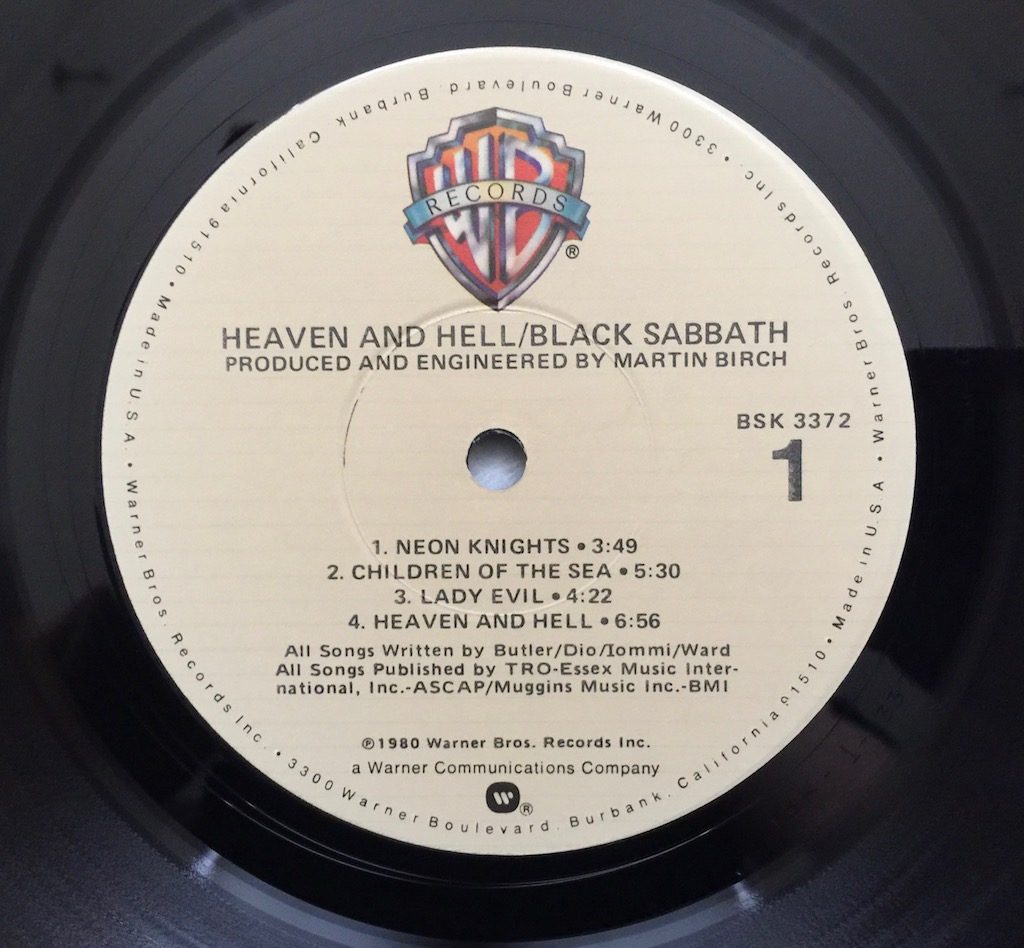 WB
RECORDS
®
HEAVEN AND HELL/BLACK SABBATH
PRODUCED AND ENGINEERED BY MARTIN BIRCH
BSK 3372
1
1. NEON KNIGHTS • 3:49
2. CHILDREN OF THE SEA • 5:30
3. LADY EVIL • 4:22
4. HEAVEN AND HELL • 6:56
All Songs Written by Butler/Dio/Iommi/Ward
All Songs Published by TRO-Essex Music Inter-
national, Inc.-ASCAP/Muggins Music Inc.-BMI
℗1980 Warner Bros. Records Inc.
a Warner Communications Company
W ®
Warner Bros. Records Inc. • 3300 Warner Boulevard. Burbank. California 91510 • Made in U.S.A. •
Warner Bros. Records Inc. • 3300 Warner Boulevard. Burbank. California 91510 • Made in U.S.A. •